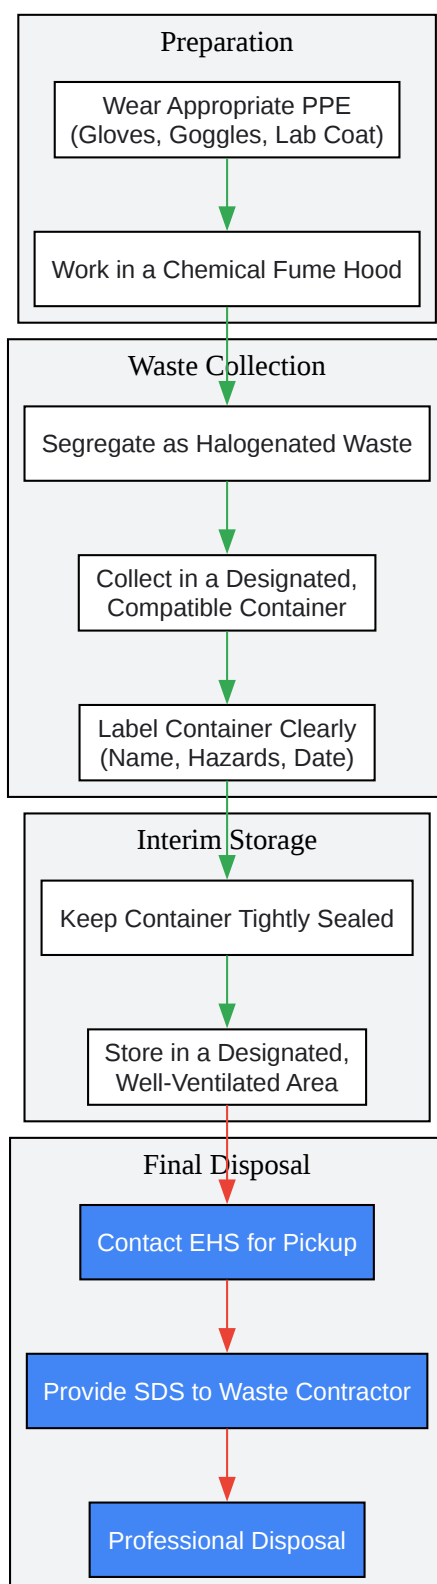 Preparation
Wear Appropriate PPE
(Gloves, Goggles, Lab Coat)
Work in a Chemical Fume Hood
Waste Collection
Segregate as Halogenated Waste
Collect in a Designated,
Compatible Container
Label Container Clearly
(Name, Hazards, Date)
Interim Storage
Keep Container Tightly Sealed
Store in a Designated,
Well-Ventilated Area
Final Disposal
Contact EHS for Pickup
Provide SDS to Waste Contractor
Professional Disposal